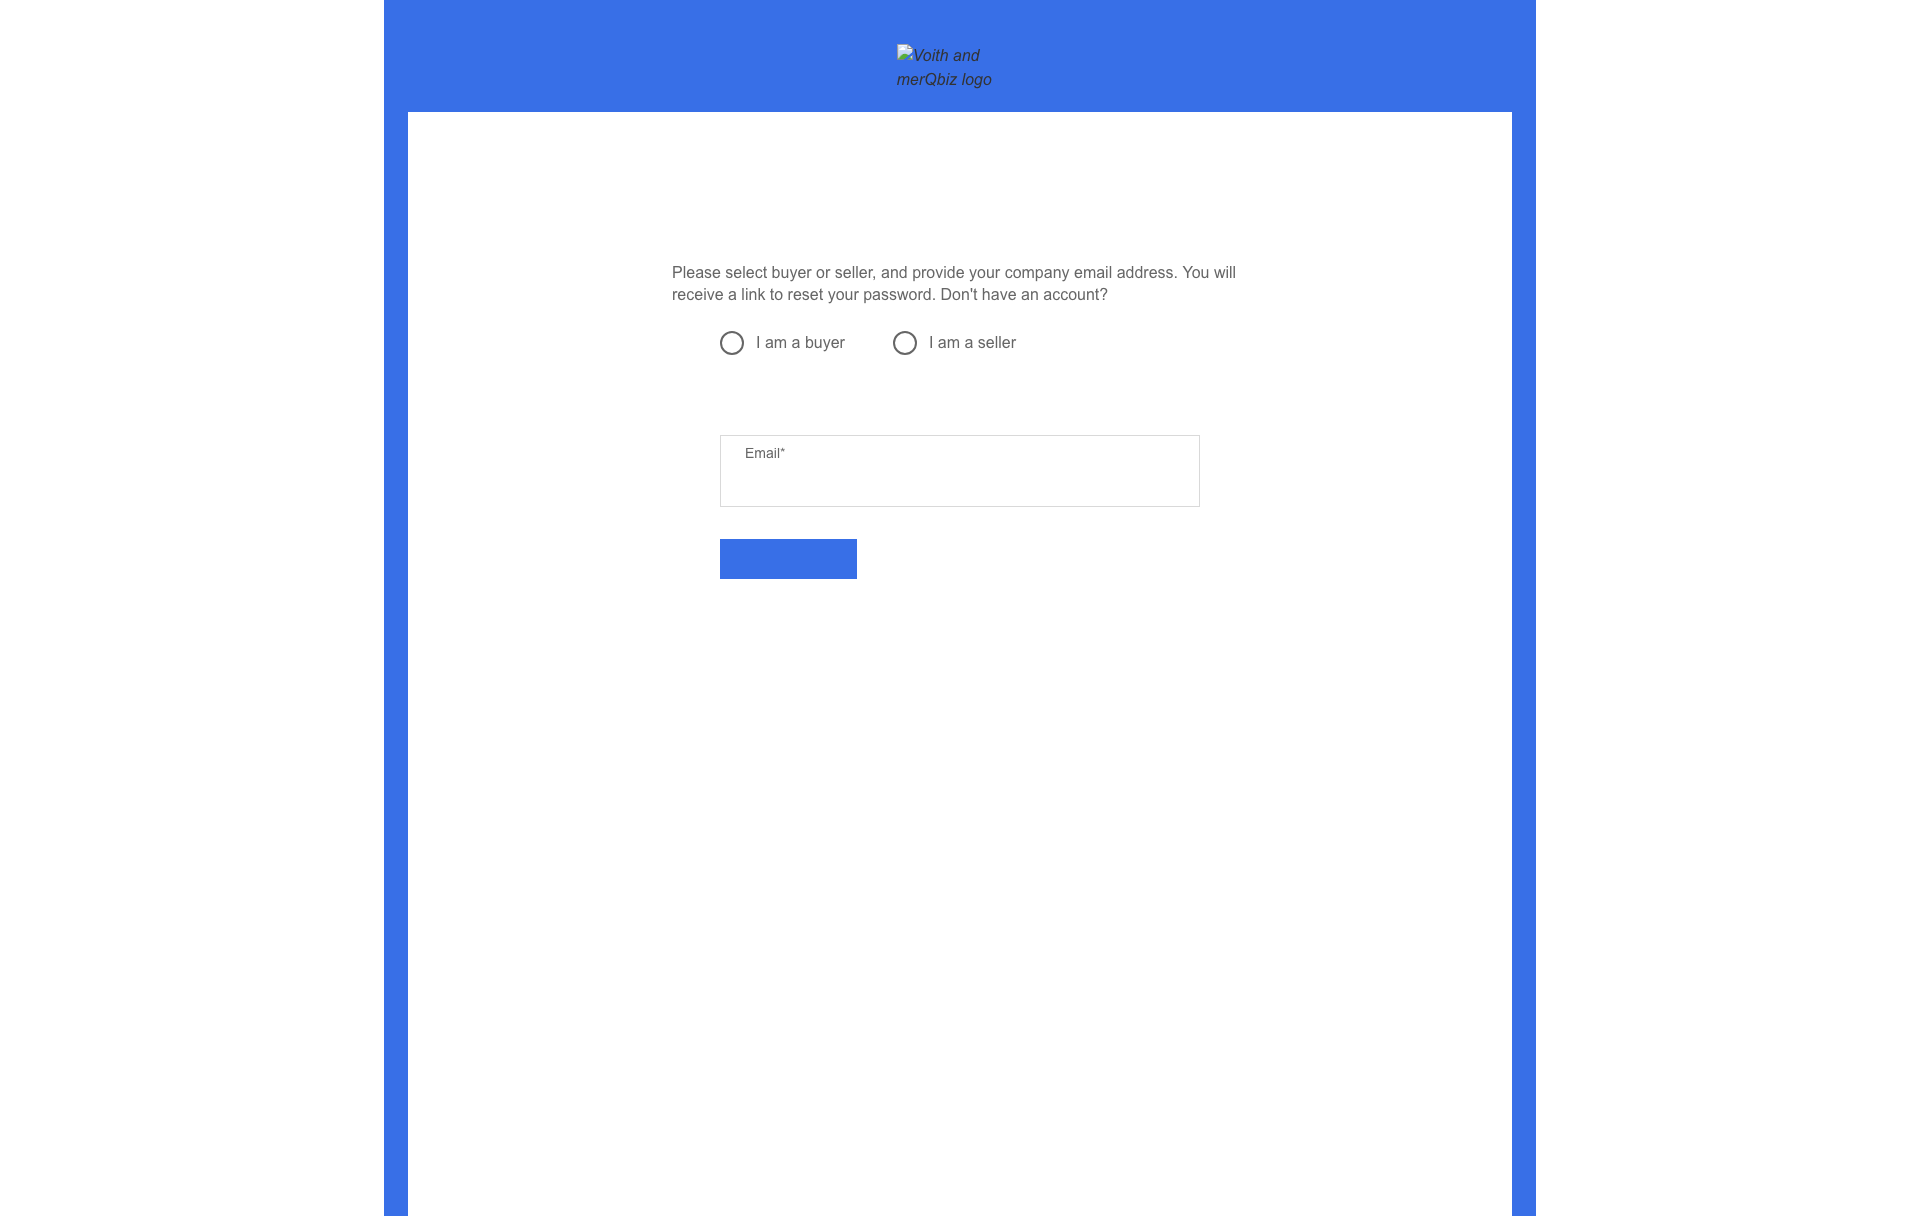 Voith and
merQbiz logo
Please select buyer or seller, and provide your company email address. You will
receive a link to reset your password. Don't have an account?
I am a buyer
I am a seller
Email*